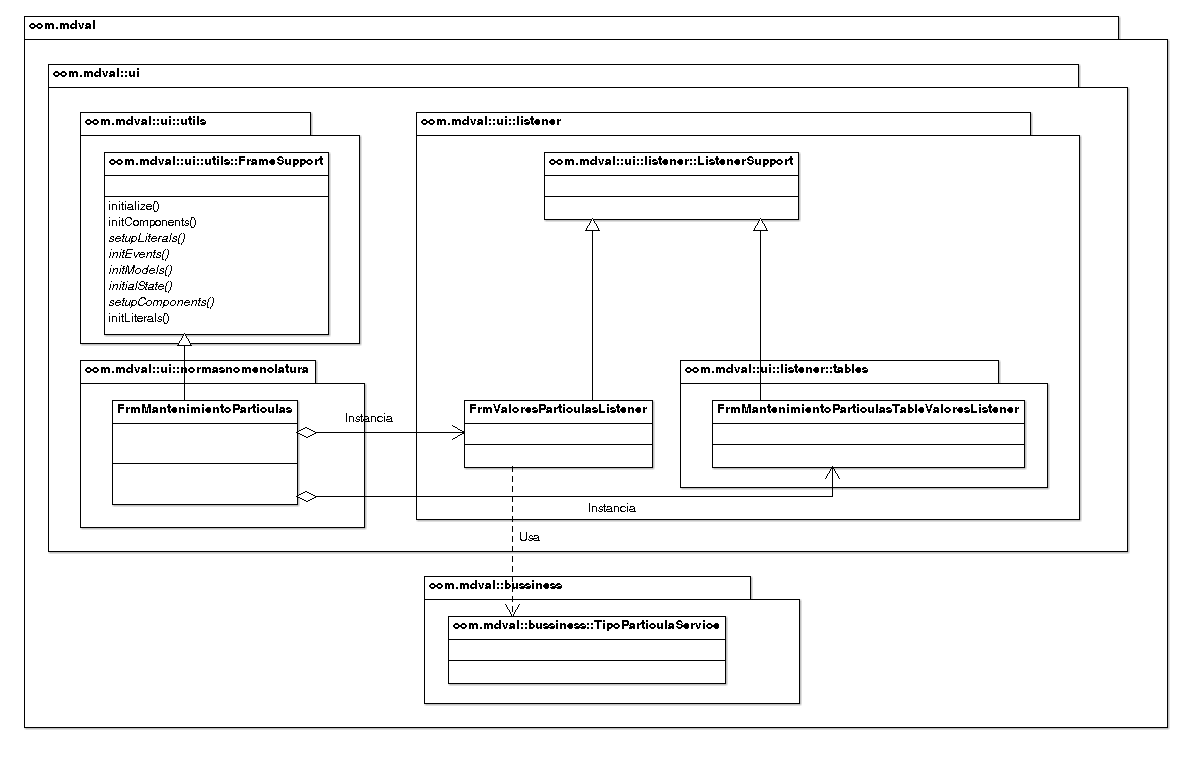 com.mdval
com.mdval::ui
com.mdval::ui::utils
com.mdval::ui::listener
com.mdval::ui::utils::FrameSupport
com.mdval::ui::listener::ListenerSupport
initialize()
initComponents()
setupLiterals()
initEvents()
initModels()
initialState()
setupComponents()
initLiterals()
com.mdval::ui::normasnomenolatura
com.mdval::ui::listener::tables
FrmMantenimientoParticulas
Instancia
FrmValoresParticulasListener
FrmMantenimientoParticulasTableValoresListener
Instancia
Usa
com.mdval::bussiness
com.mdval::bussiness::TipoParticulaService